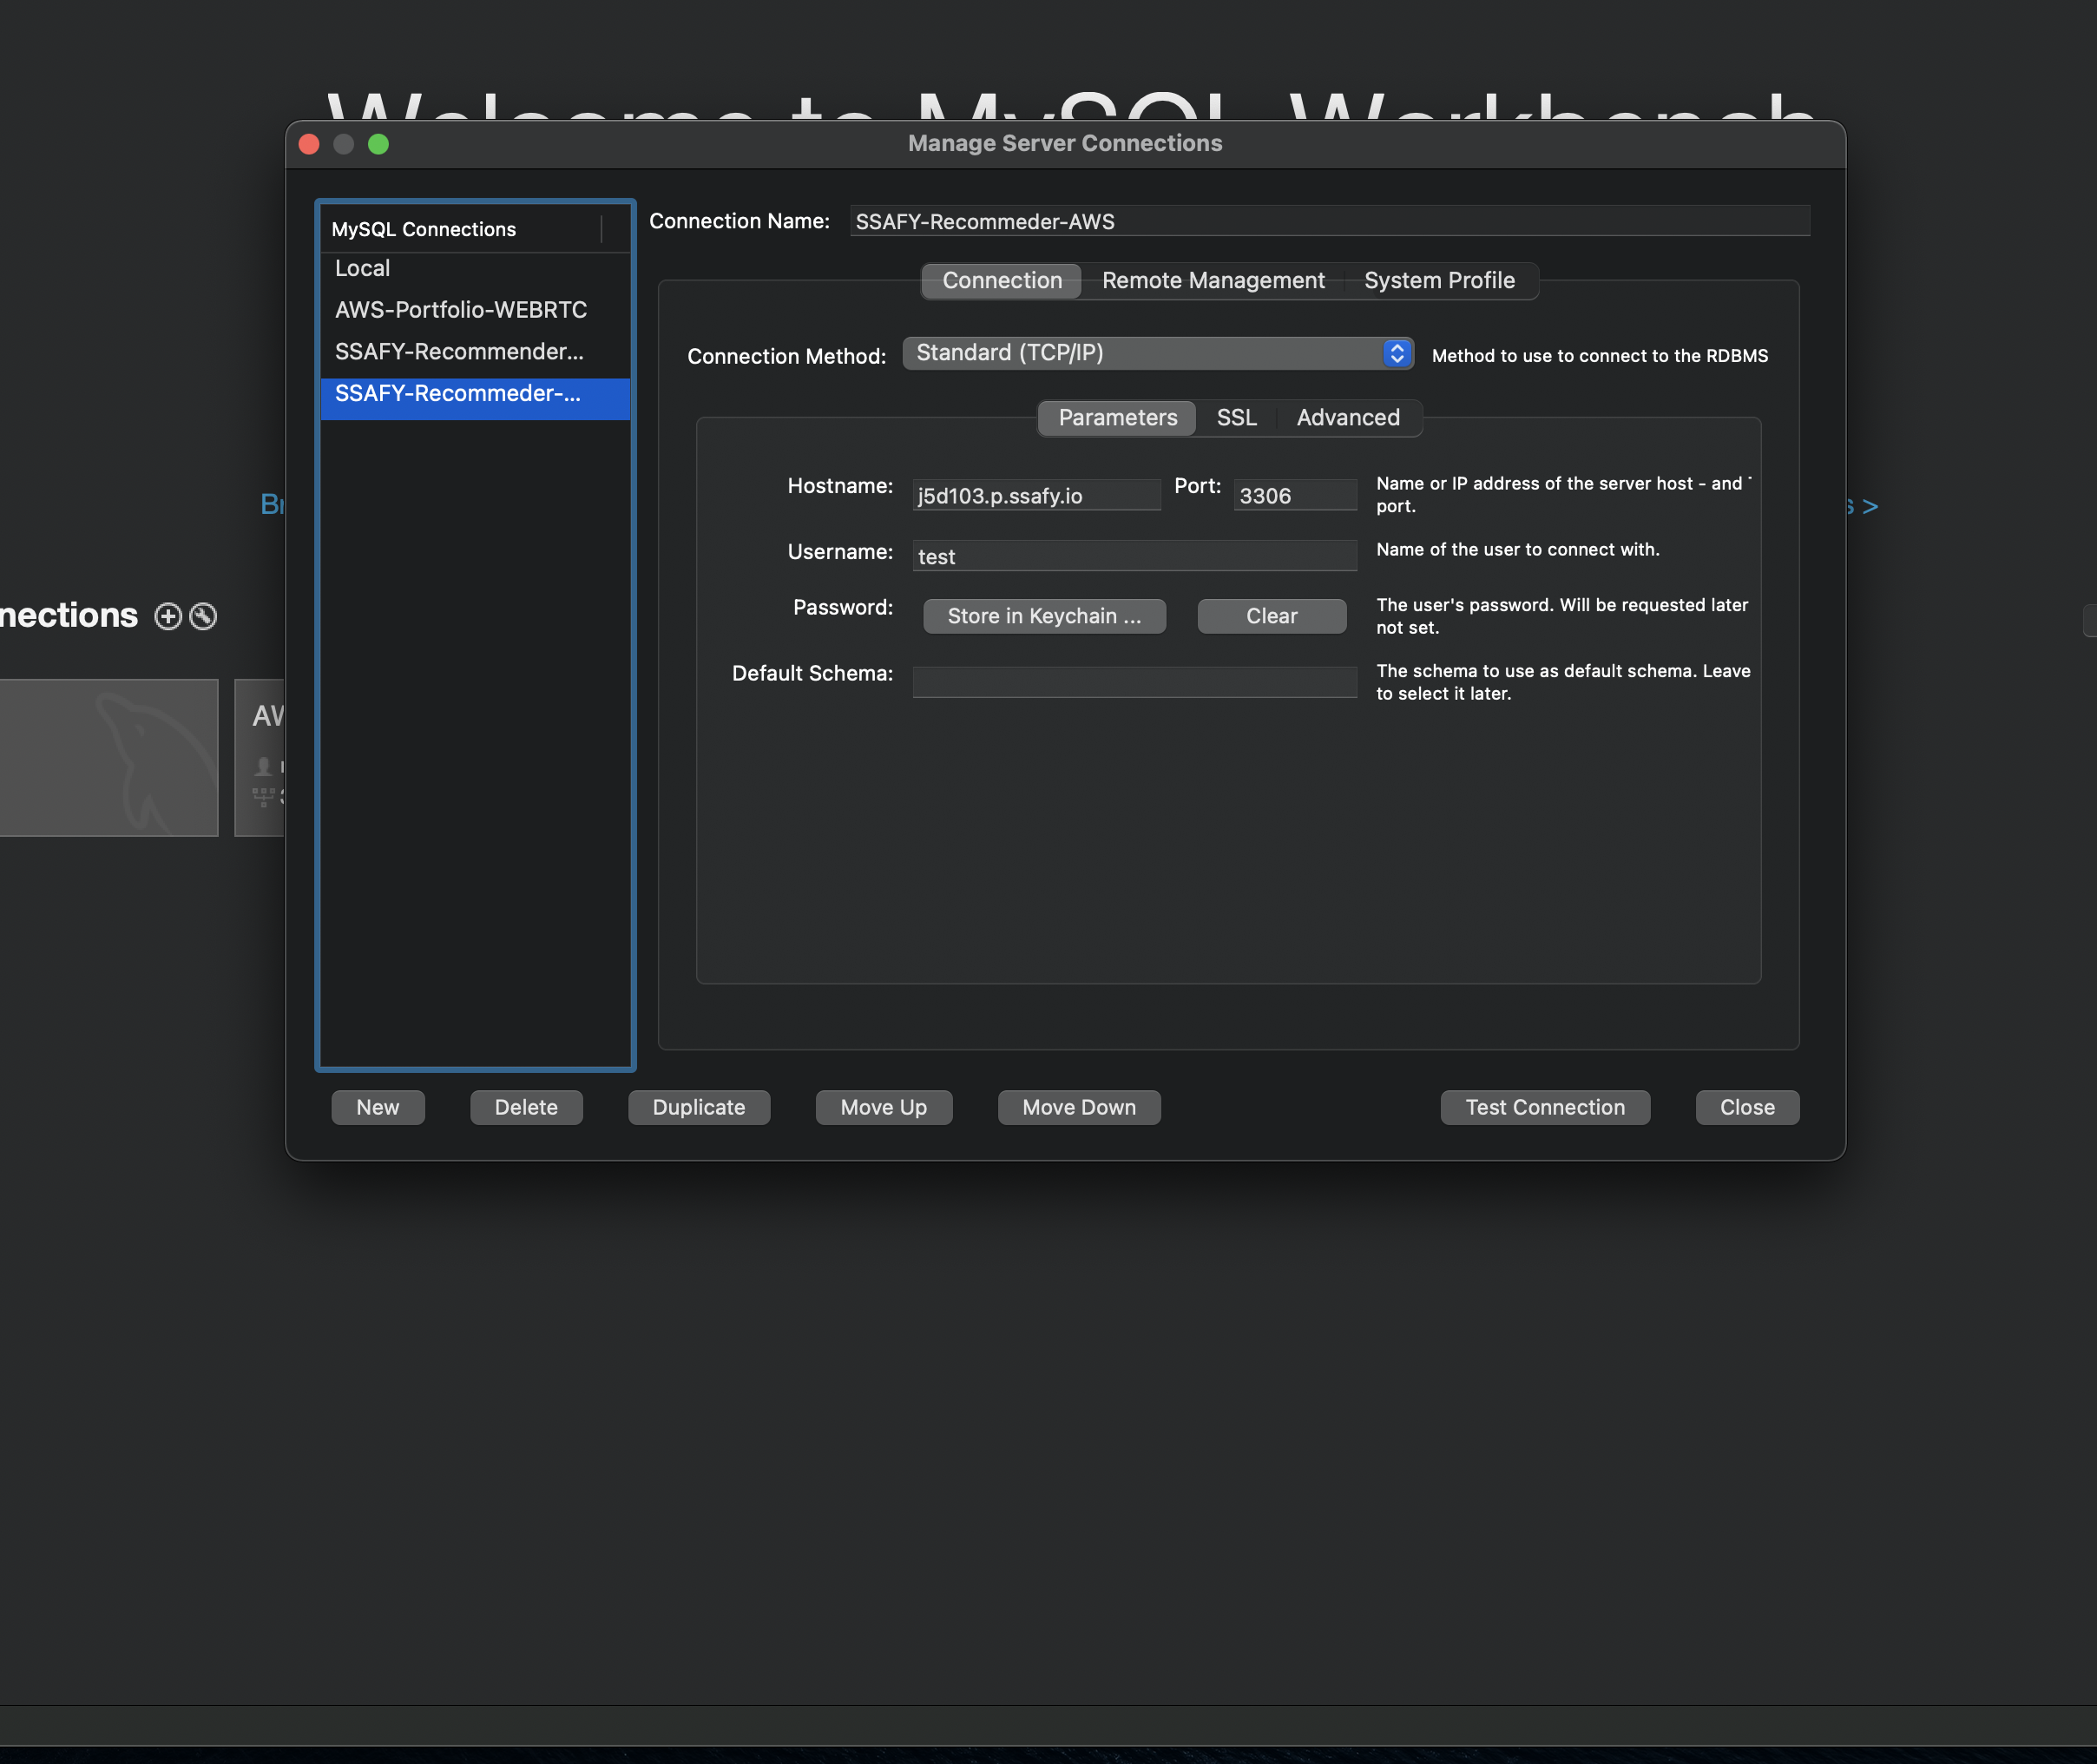 Welcome to MySQL Workbench
Manage Server Connections
MySQL Connections
Local
AWS-Portfolio-WEBRTC
SSAFY-Recommender...
SSAFY-Recommeder-...
Connection Name: SSAFY-Recommeder-AWS
Connection Remote Management System Profile
Connection Method: Standard (TCP/IP) Method to use to connect to the RDBMS
Parameters SSL Advanced
Hostname: j5d103.p.ssafy.io Port: 3306 Name or IP address of the server host - and
port.
Username: test Name of the user to connect with.
Password: Store in Keychain ... Clear The user's password. Will be requested later
not set.
Default Schema: The schema to use as default schema. Leave
to select it later.
New Delete Duplicate Move Up Move Down Test Connection Close
Br
s >
nections
AW